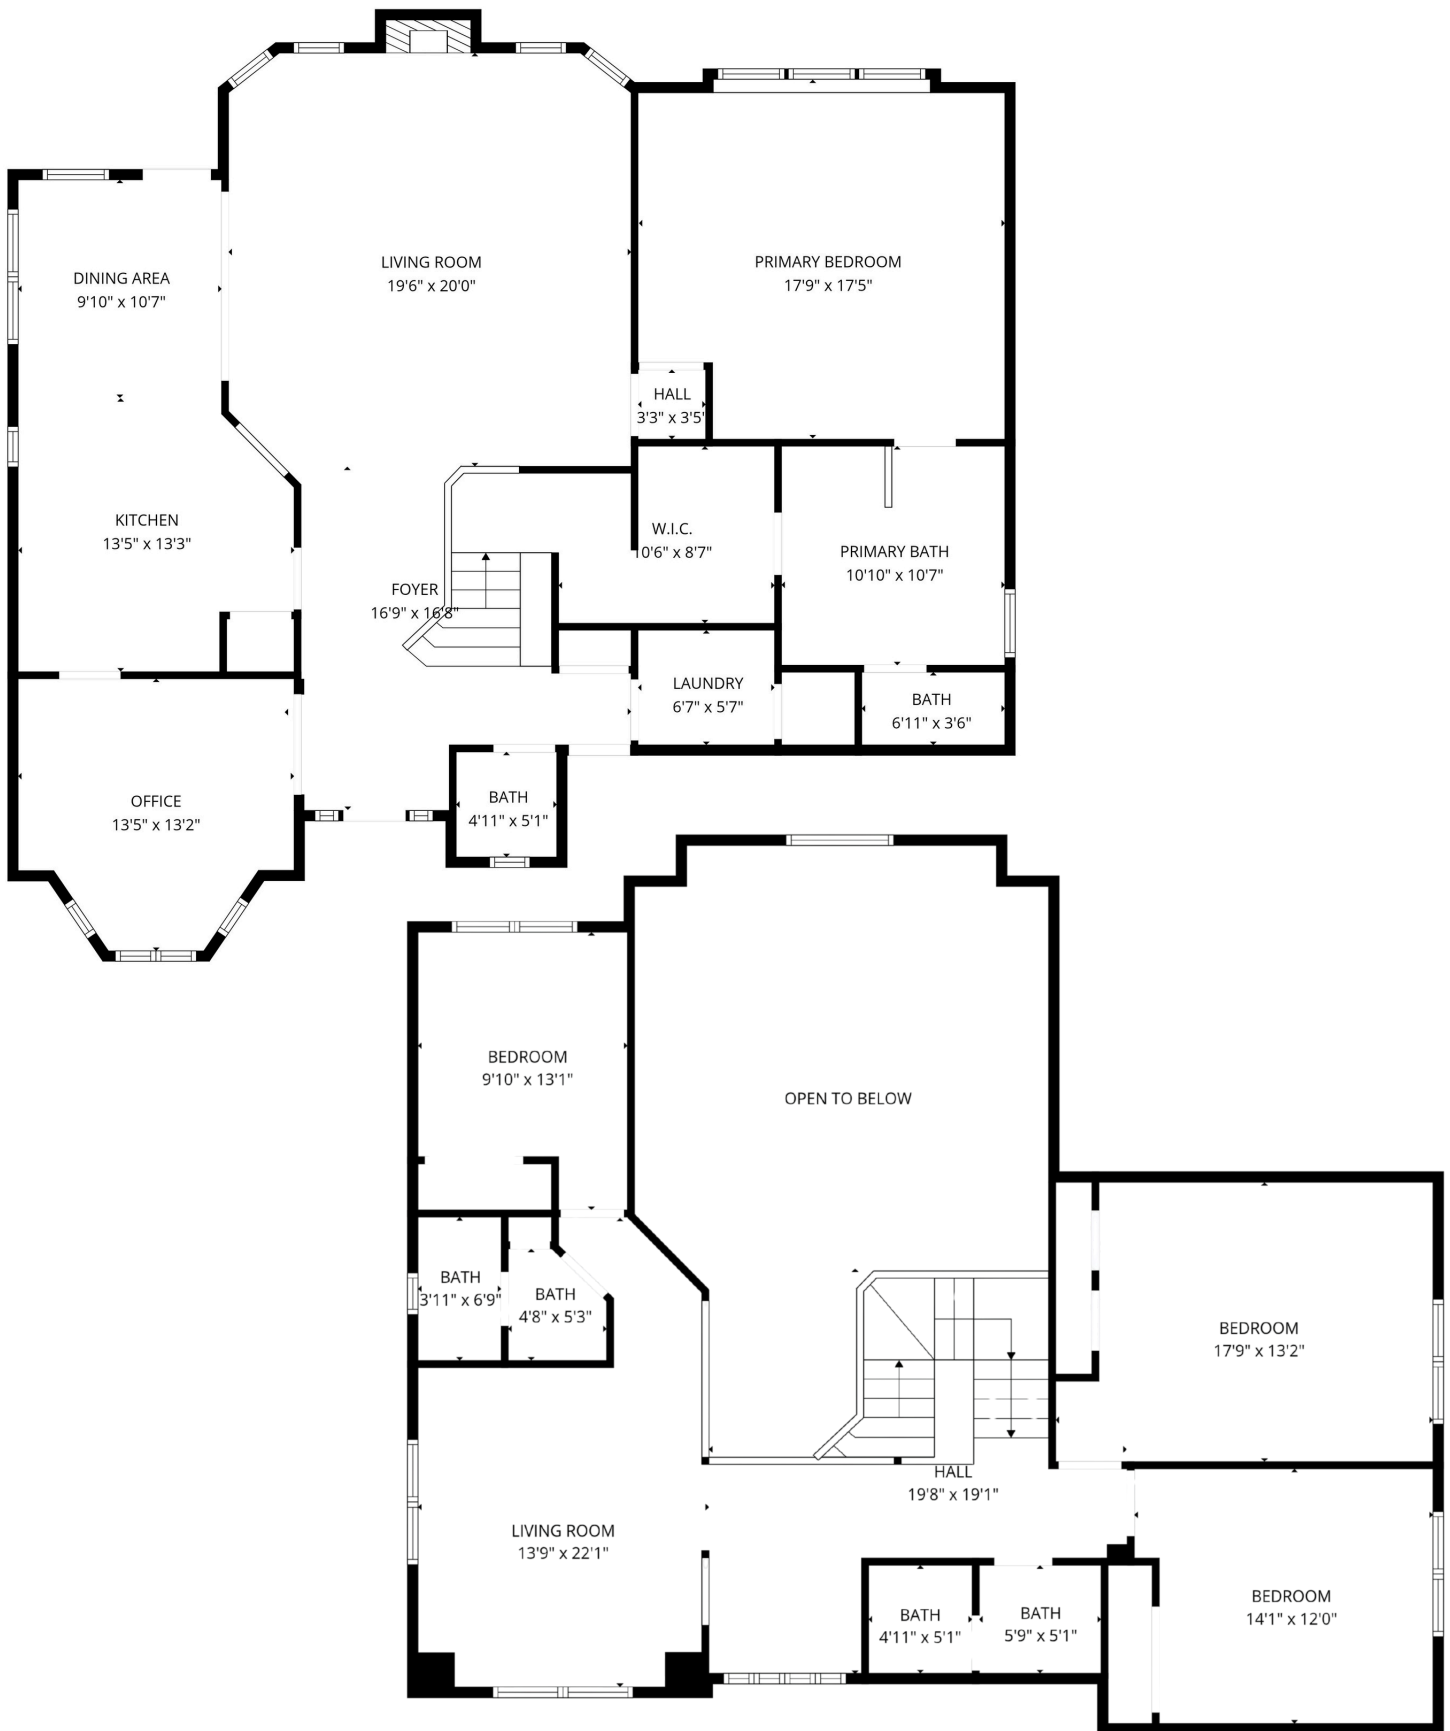 LIVING ROOM
19'6" x 20'0"
PRIMARY BEDROOM
17'9" x 17'5"
DINING AREA
9'10" x 10'7"
HALL
3'3" x 3'5"
KITCHEN
13'5" x 13'3"
W.I.C.
10'6" x 8'7"
PRIMARY BATH
10'10" x 10'7"
FOYER
16'9" x 16'8"
LAUNDRY
6'7" x 5'7"
BATH
6'11" x 3'6"
OFFICE
13'5" x 13'2"
BATH
4'11" x 5'1"
BEDROOM
9'10" x 13'1"
OPEN TO BELOW
BATH
3'11" x 6'9"
BATH
4'8" x 5'3"
BEDROOM
17'9" x 13'2"
HALL
19'8" x 19'1"
LIVING ROOM
13'9" x 22'1"
BATH
4'11" x 5'1"
BATH
5'9" x 5'1"
BEDROOM
14'1" x 12'0"